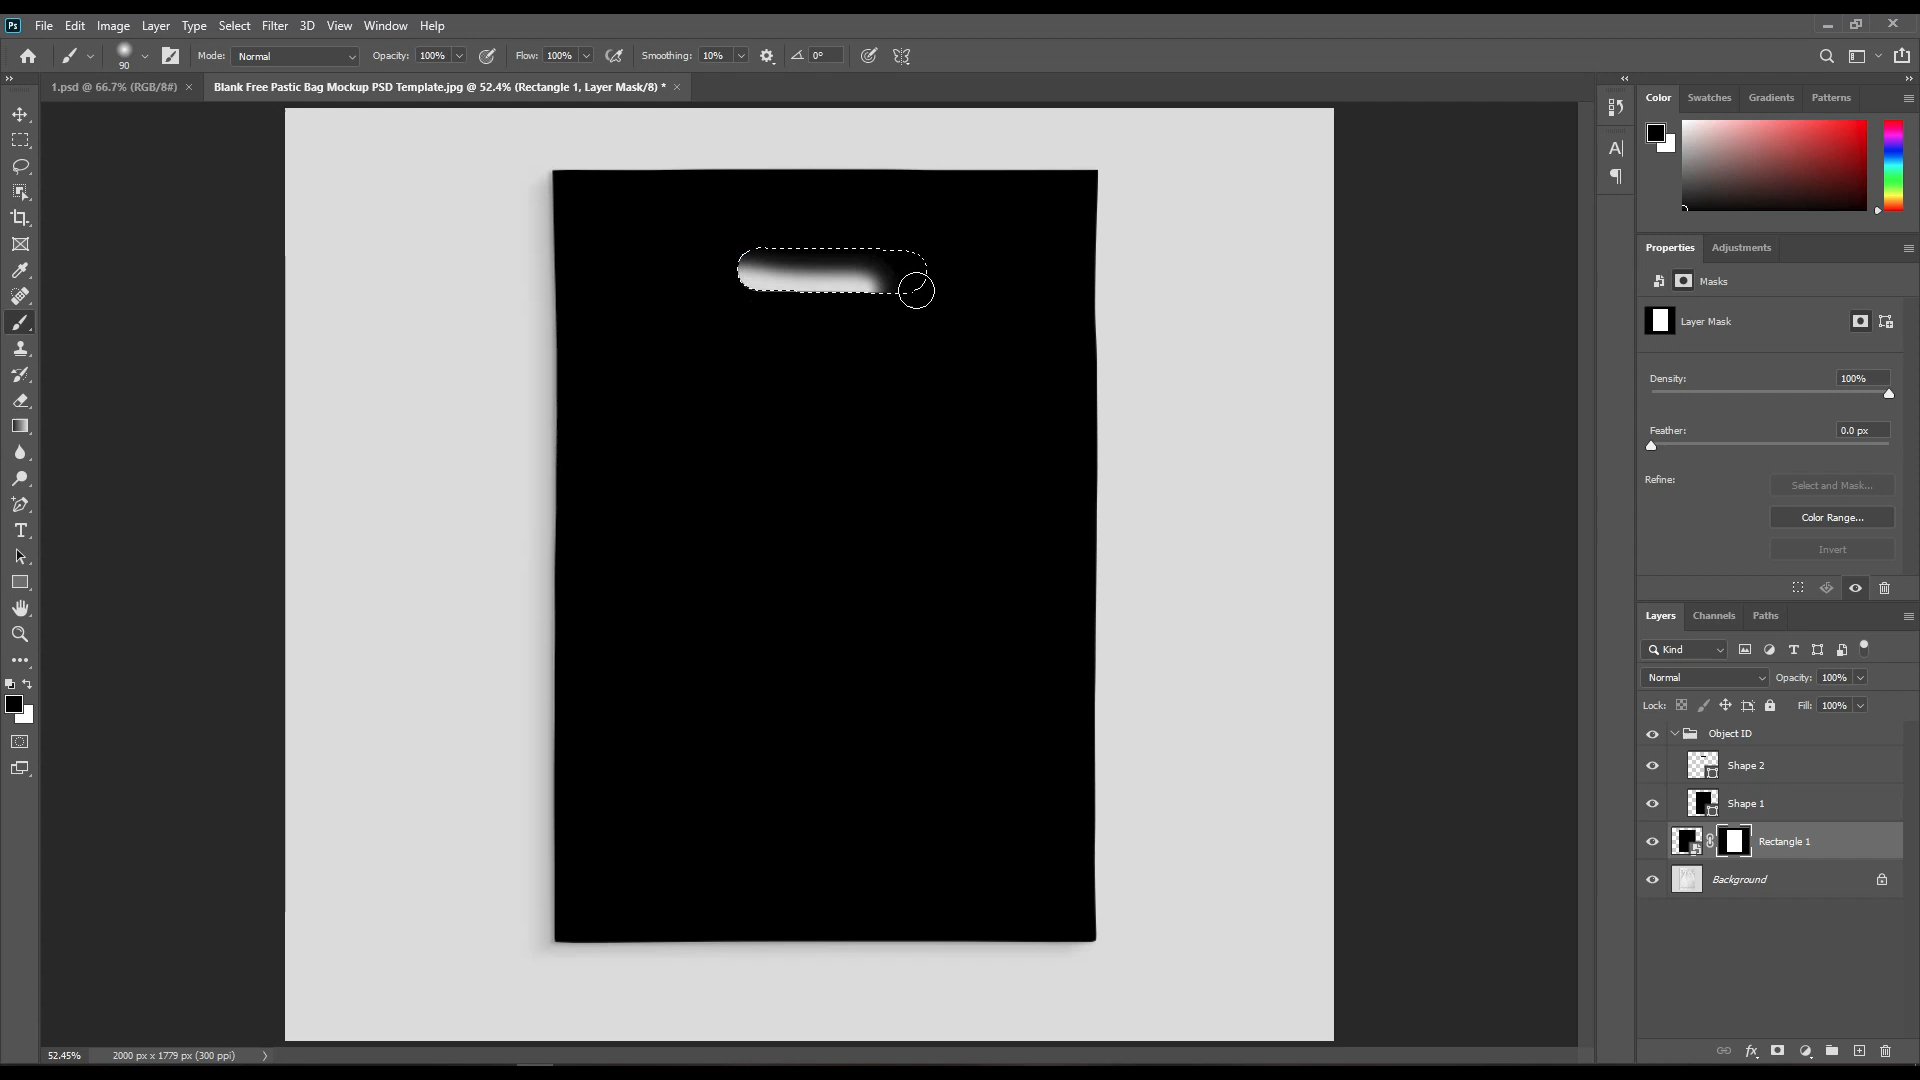 Ps File Edit Image Layer Type Select Filter 3D View Window Help
90 Mode: Normal Opacity: 100% Flow: 100% Smoothing: 10% 0°
1.psd @ 66.7% (RGB/8#) × Blank Free Pastic Bag Mockup PSD Template.jpg @ 52.4% (Rectangle 1, Layer Mask/8) * ×
Color Swatches Gradients Patterns
Properties Adjustments
Masks
Layer Mask
Density: 100%
Feather: 0.0 px
Refine: Select and Mask...
Color Range...
Invert
Layers Channels Paths
Kind
Normal Opacity: 100%
Lock: Fill: 100%
Object ID
Shape 2
Shape 1
Rectangle 1
Background
52.45% 2000 px x 1779 px (300 ppi)